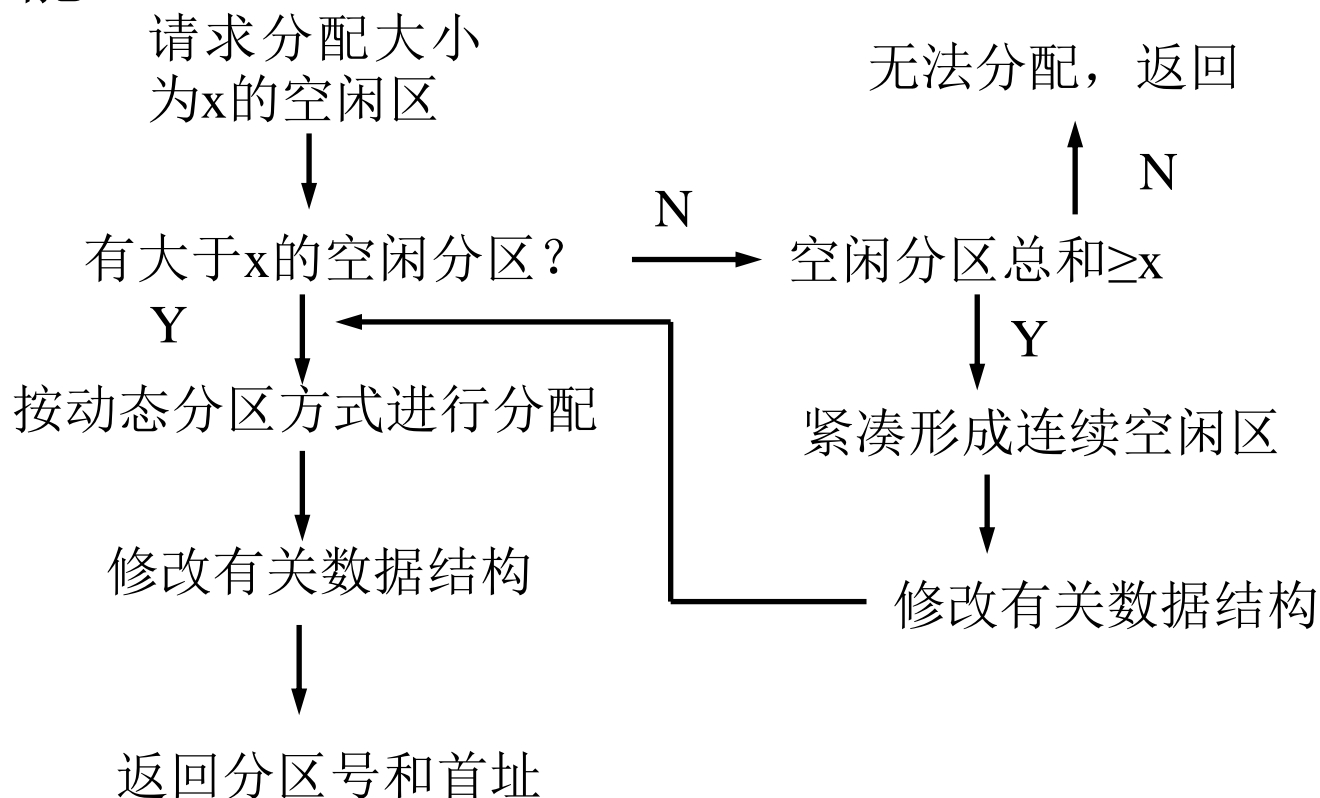 请求分配大小
为x的空闲区
无法分配，返回
N
N
有大于x的空闲分区？
空闲分区总和≥x
Y
Y
按动态分区方式进行分配
紧凑形成连续空闲区
修改有关数据结构
修改有关数据结构
返回分区号和首址